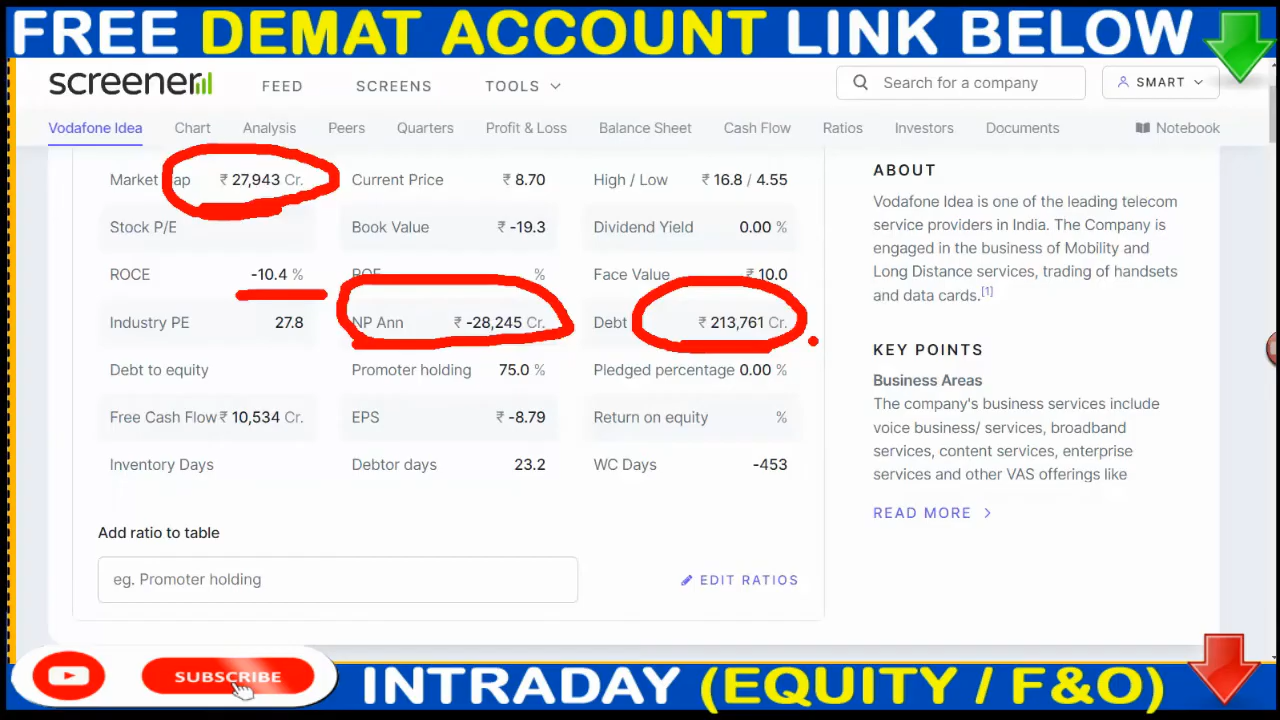 FREE DEMAT ACCOUNT LINK BELOW
screener FEED SCREENS TOOLS Search for a company SMART
Vodafone Idea Chart Analysis Peers Quarters Profit & Loss Balance Sheet Cash Flow Ratios Investors Documents Notebook
Market Cap ₹ 27,943 Cr. Current Price ₹ 8.70 High / Low ₹ 16.8 / 4.55
Stock P/E Book Value ₹ -19.3 Dividend Yield 0.00 %
ROCE -10.4 % ROE % Face Value ₹ 10.0
Industry PE 27.8 NP Ann ₹ -28,245 Cr. Debt ₹ 213,761 Cr.
Debt to equity Promoter holding 75.0 % Pledged percentage 0.00 %
Free Cash Flow ₹ 10,534 Cr. EPS ₹ -8.79 Return on equity %
Inventory Days Debtor days 23.2 WC Days -453
Add ratio to table
eg. Promoter holding EDIT RATIOS
ABOUT
Vodafone Idea is one of the leading telecom
service providers in India. The Company is
engaged in the business of Mobility and
Long Distance services, trading of handsets
and data cards.[1]
KEY POINTS
Business Areas
The company's business services include
voice business/ services, broadband
services, content services, enterprise
services and other VAS offerings like
READ MORE
SUBSCRIBE
INTRADAY (EQUITY / F&O)